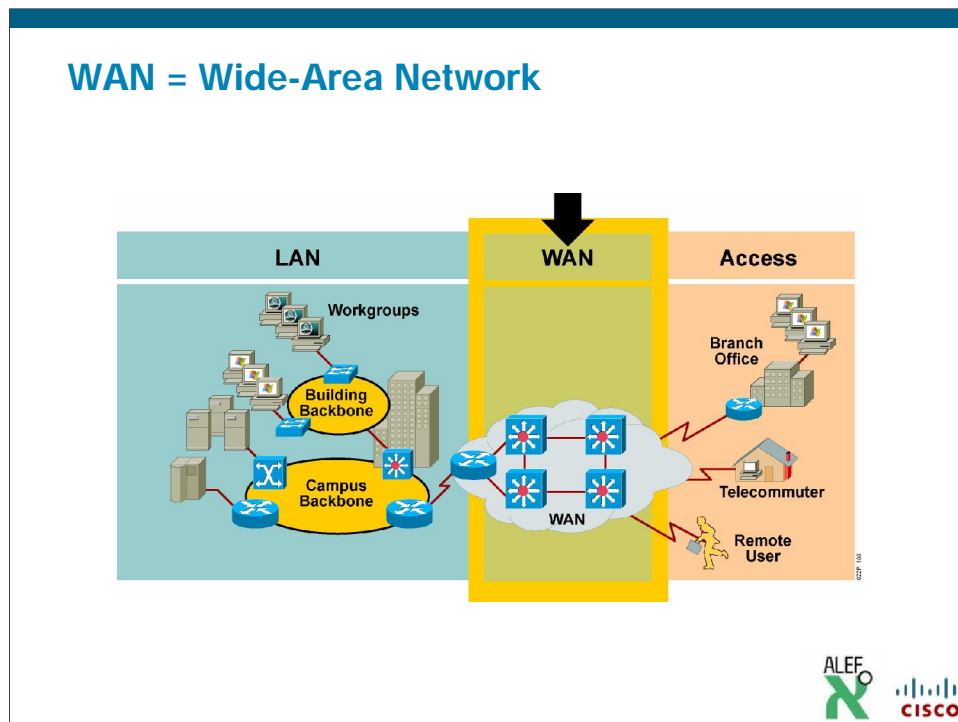 WAN = Wide-Area Network
LAN
WAN
Access
Workgroups
Building
Backbone
Campus
Backbone
WAN
Branch
Office
Telecommuter
Remote
User
ALEF
CISCO